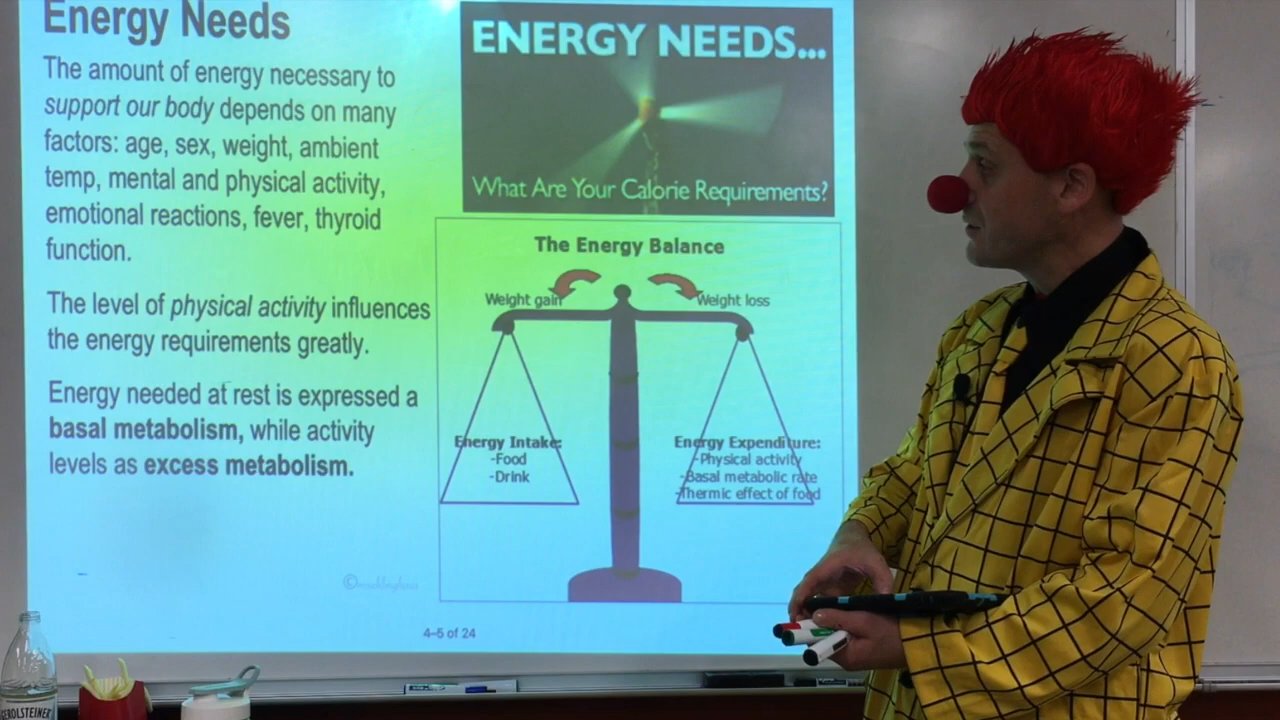 Energy Needs
The amount of energy necessary to
support our body depends on many
factors: age, sex, weight, ambient
temp, mental and physical activity,
emotional reactions, fever, thyroid
function.
The level of physical activity influences
the energy requirements greatly.
Energy needed at rest is expressed a
basal metabolism, while activity
levels as excess metabolism.
ENERGY NEEDS...
What Are Your Calorie Requirements?
The Energy Balance
Weight gain
Weight loss
Energy Intake:
-Food
-Drink
Energy Expenditure:
-Physical activity
-Basal metabolic rate
-Thermic effect of food
4–5 of 24
GEROLSTEINER